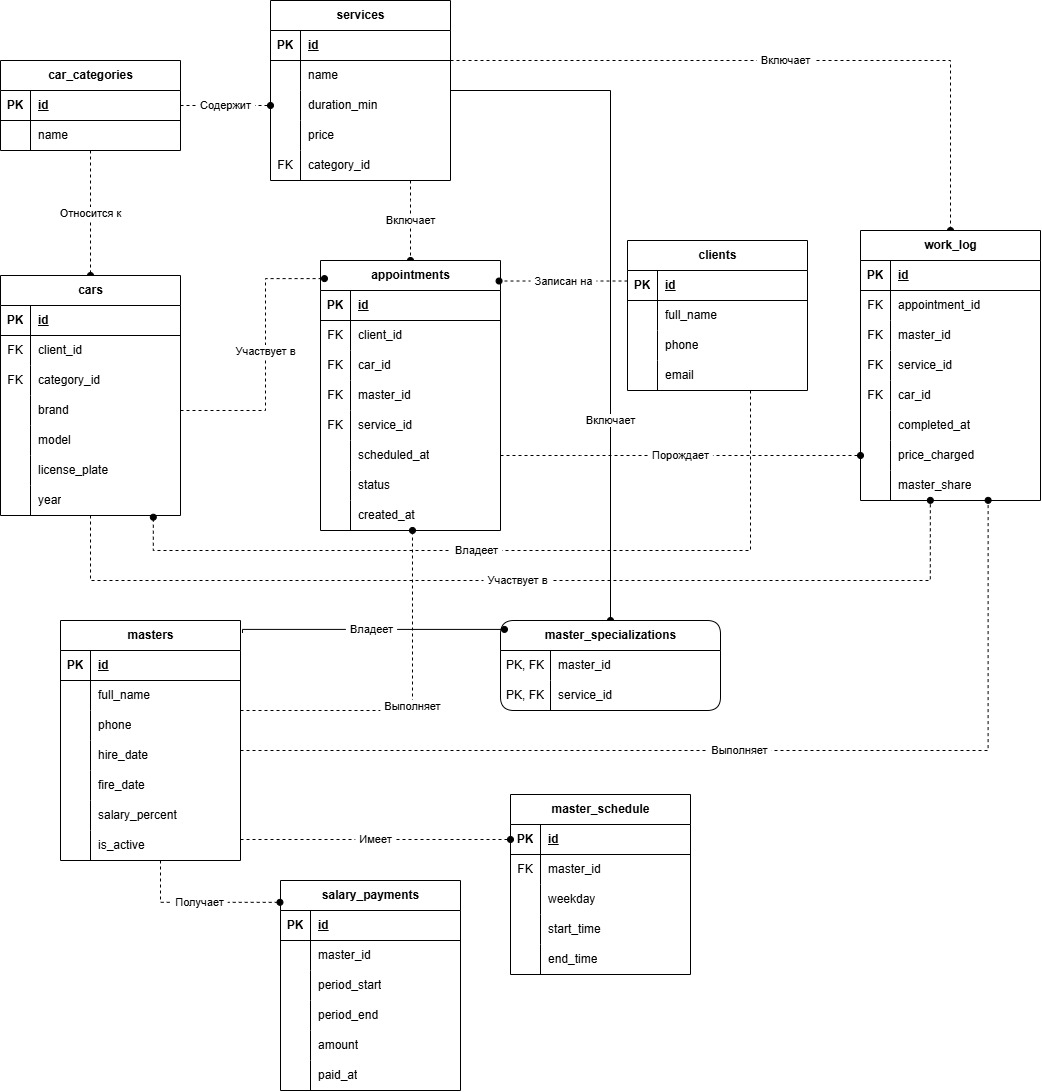 services
PK id
name
duration_min
price
FK category_id
car_categories
PK id
name
Содержит
Включает
Относится к
Включает
cars
PK id
FK client_id
FK category_id
brand
model
license_plate
year
Участвует в
appointments
PK id
FK client_id
FK car_id
FK master_id
FK service_id
scheduled_at
status
created_at
Записан на
clients
PK id
full_name
phone
email
Включает
Порождает
work_log
PK id
FK appointment_id
FK master_id
FK service_id
FK car_id
completed_at
price_charged
master_share
Владеет
Участвует в
masters
PK id
full_name
phone
hire_date
fire_date
salary_percent
is_active
Владеет
master_specializations
PK, FK master_id
PK, FK service_id
Выполняет
Выполняет
Имеет
master_schedule
PK id
FK master_id
weekday
start_time
end_time
Получает
salary_payments
PK id
master_id
period_start
period_end
amount
paid_at